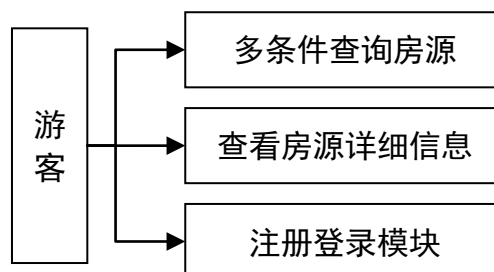 游
客
多条件查询房源
查看房源详细信息
注册登录模块